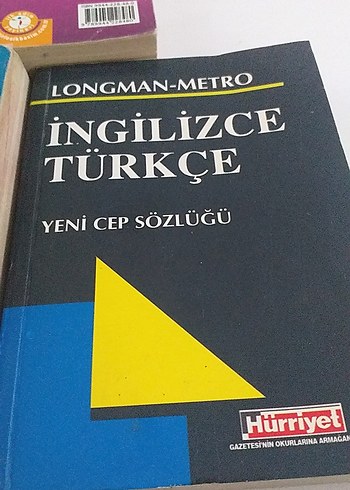 LONGMAN-METRO
İNGİLİZCE
TÜRKÇE
YENİ CEP SÖZLÜĞÜ
Hürriyet
GAZETESİ'NİN OKURLARINA ARMAĞAN